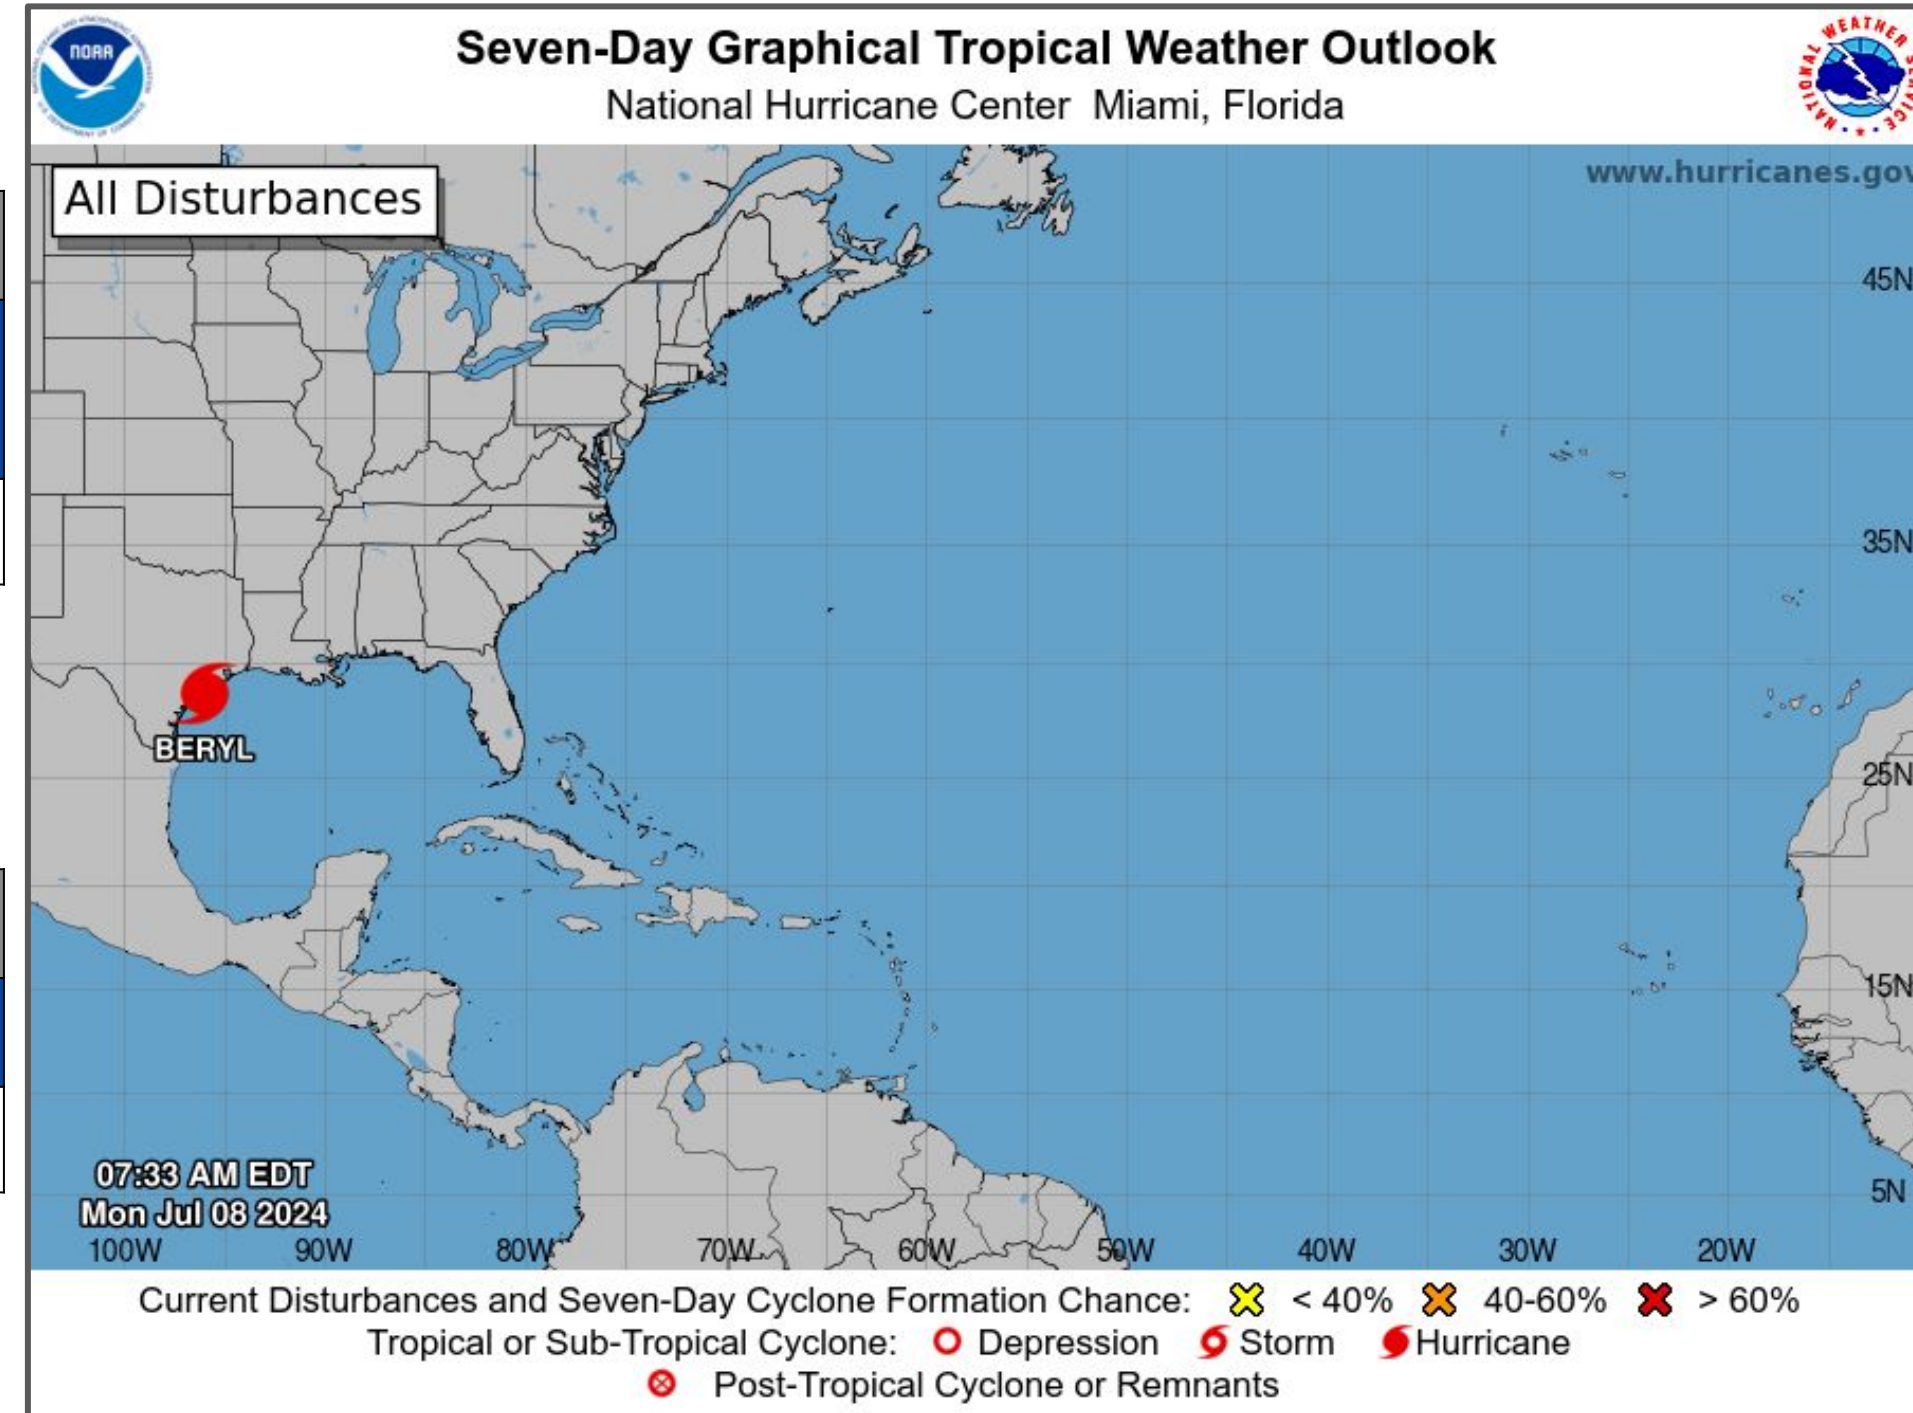 NOAA
Seven-Day Graphical Tropical Weather Outlook
National Hurricane Center Miami, Florida
All Disturbances
www.hurricanes.gov
45N
35N
BERYL
25N
15N
07:33 AM EDT
Mon Jul 08 2024
5N
100W 90W 80W 70W 60W 50W 40W 30W 20W
Current Disturbances and Seven-Day Cyclone Formation Chance: < 40% 40-60% > 60%
Tropical or Sub-Tropical Cyclone: Depression Storm Hurricane
Post-Tropical Cyclone or Remnants